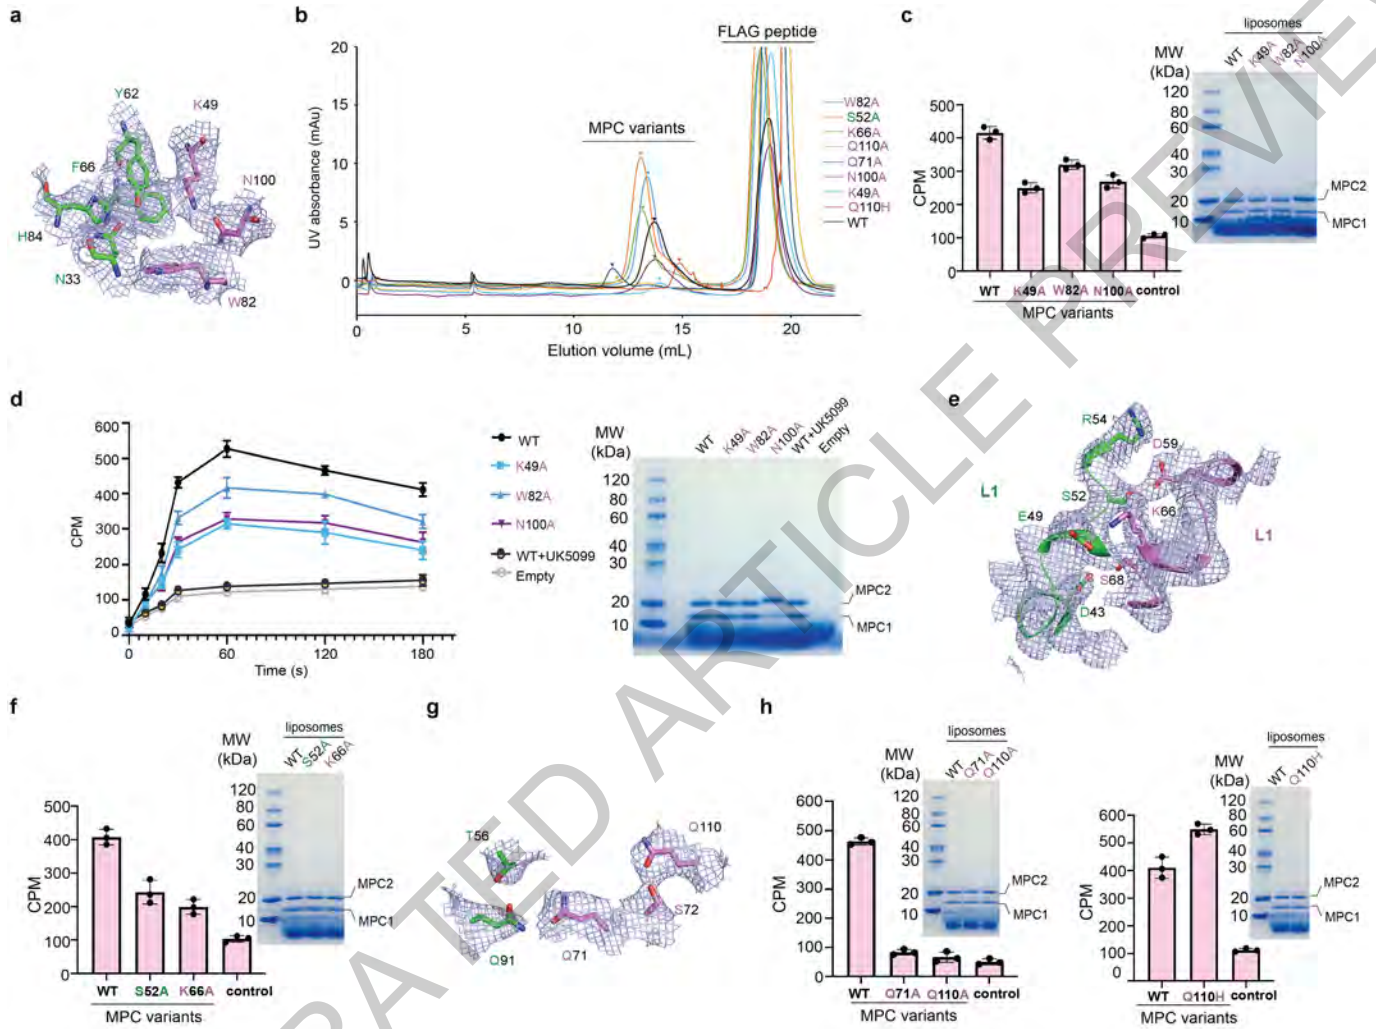 a
Y62
K49
F66
N100
H84
N33
W82
b
FLAG peptide
MPC variants
UV absorbance (mAu)
20
15
10
5
0
0
5
10
15
20
Elution volume (mL)
W82A
S52A
K66A
Q110A
Q71A
N100A
K49A
Q110H
WT
c
liposomes
MW
(kDa)
WT K49A W82A N100A
120
80
60
40
30
20
10
MPC2
MPC1
CPM
500
400
300
200
100
0
WT K49A W82A N100A control
MPC variants
d
CPM
600
500
400
300
200
100
0
0
60
120
180
Time (s)
WT
K49A
W82A
N100A
WT+UK5099
Empty
MW
(kDa)
WT K49A W82A N100A WT+UK5099 Empty
120
80
60
40
30
20
10
MPC2
MPC1
e
R54
D59
L1
S52
K66
E49
L1
S68
D43
f
liposomes
MW
(kDa)
WT S52A K66A
120
80
60
40
30
20
10
MPC2
MPC1
CPM
500
400
300
200
100
0
WT S52A K66A control
MPC variants
g
T56
Q110
S72
Q91
Q71
h
liposomes
MW
(kDa)
WT Q71A Q110A
120
80
60
40
30
20
10
MPC2
MPC1
CPM
600
500
400
300
200
100
0
WT Q71A Q110A control
MPC variants
liposomes
MW
(kDa)
WT Q110H
120
80
60
40
30
20
10
MPC2
MPC1
CPM
600
500
400
300
200
100
0
WT Q110H control
MPC variants
RATED ARTICLE PREVIEW